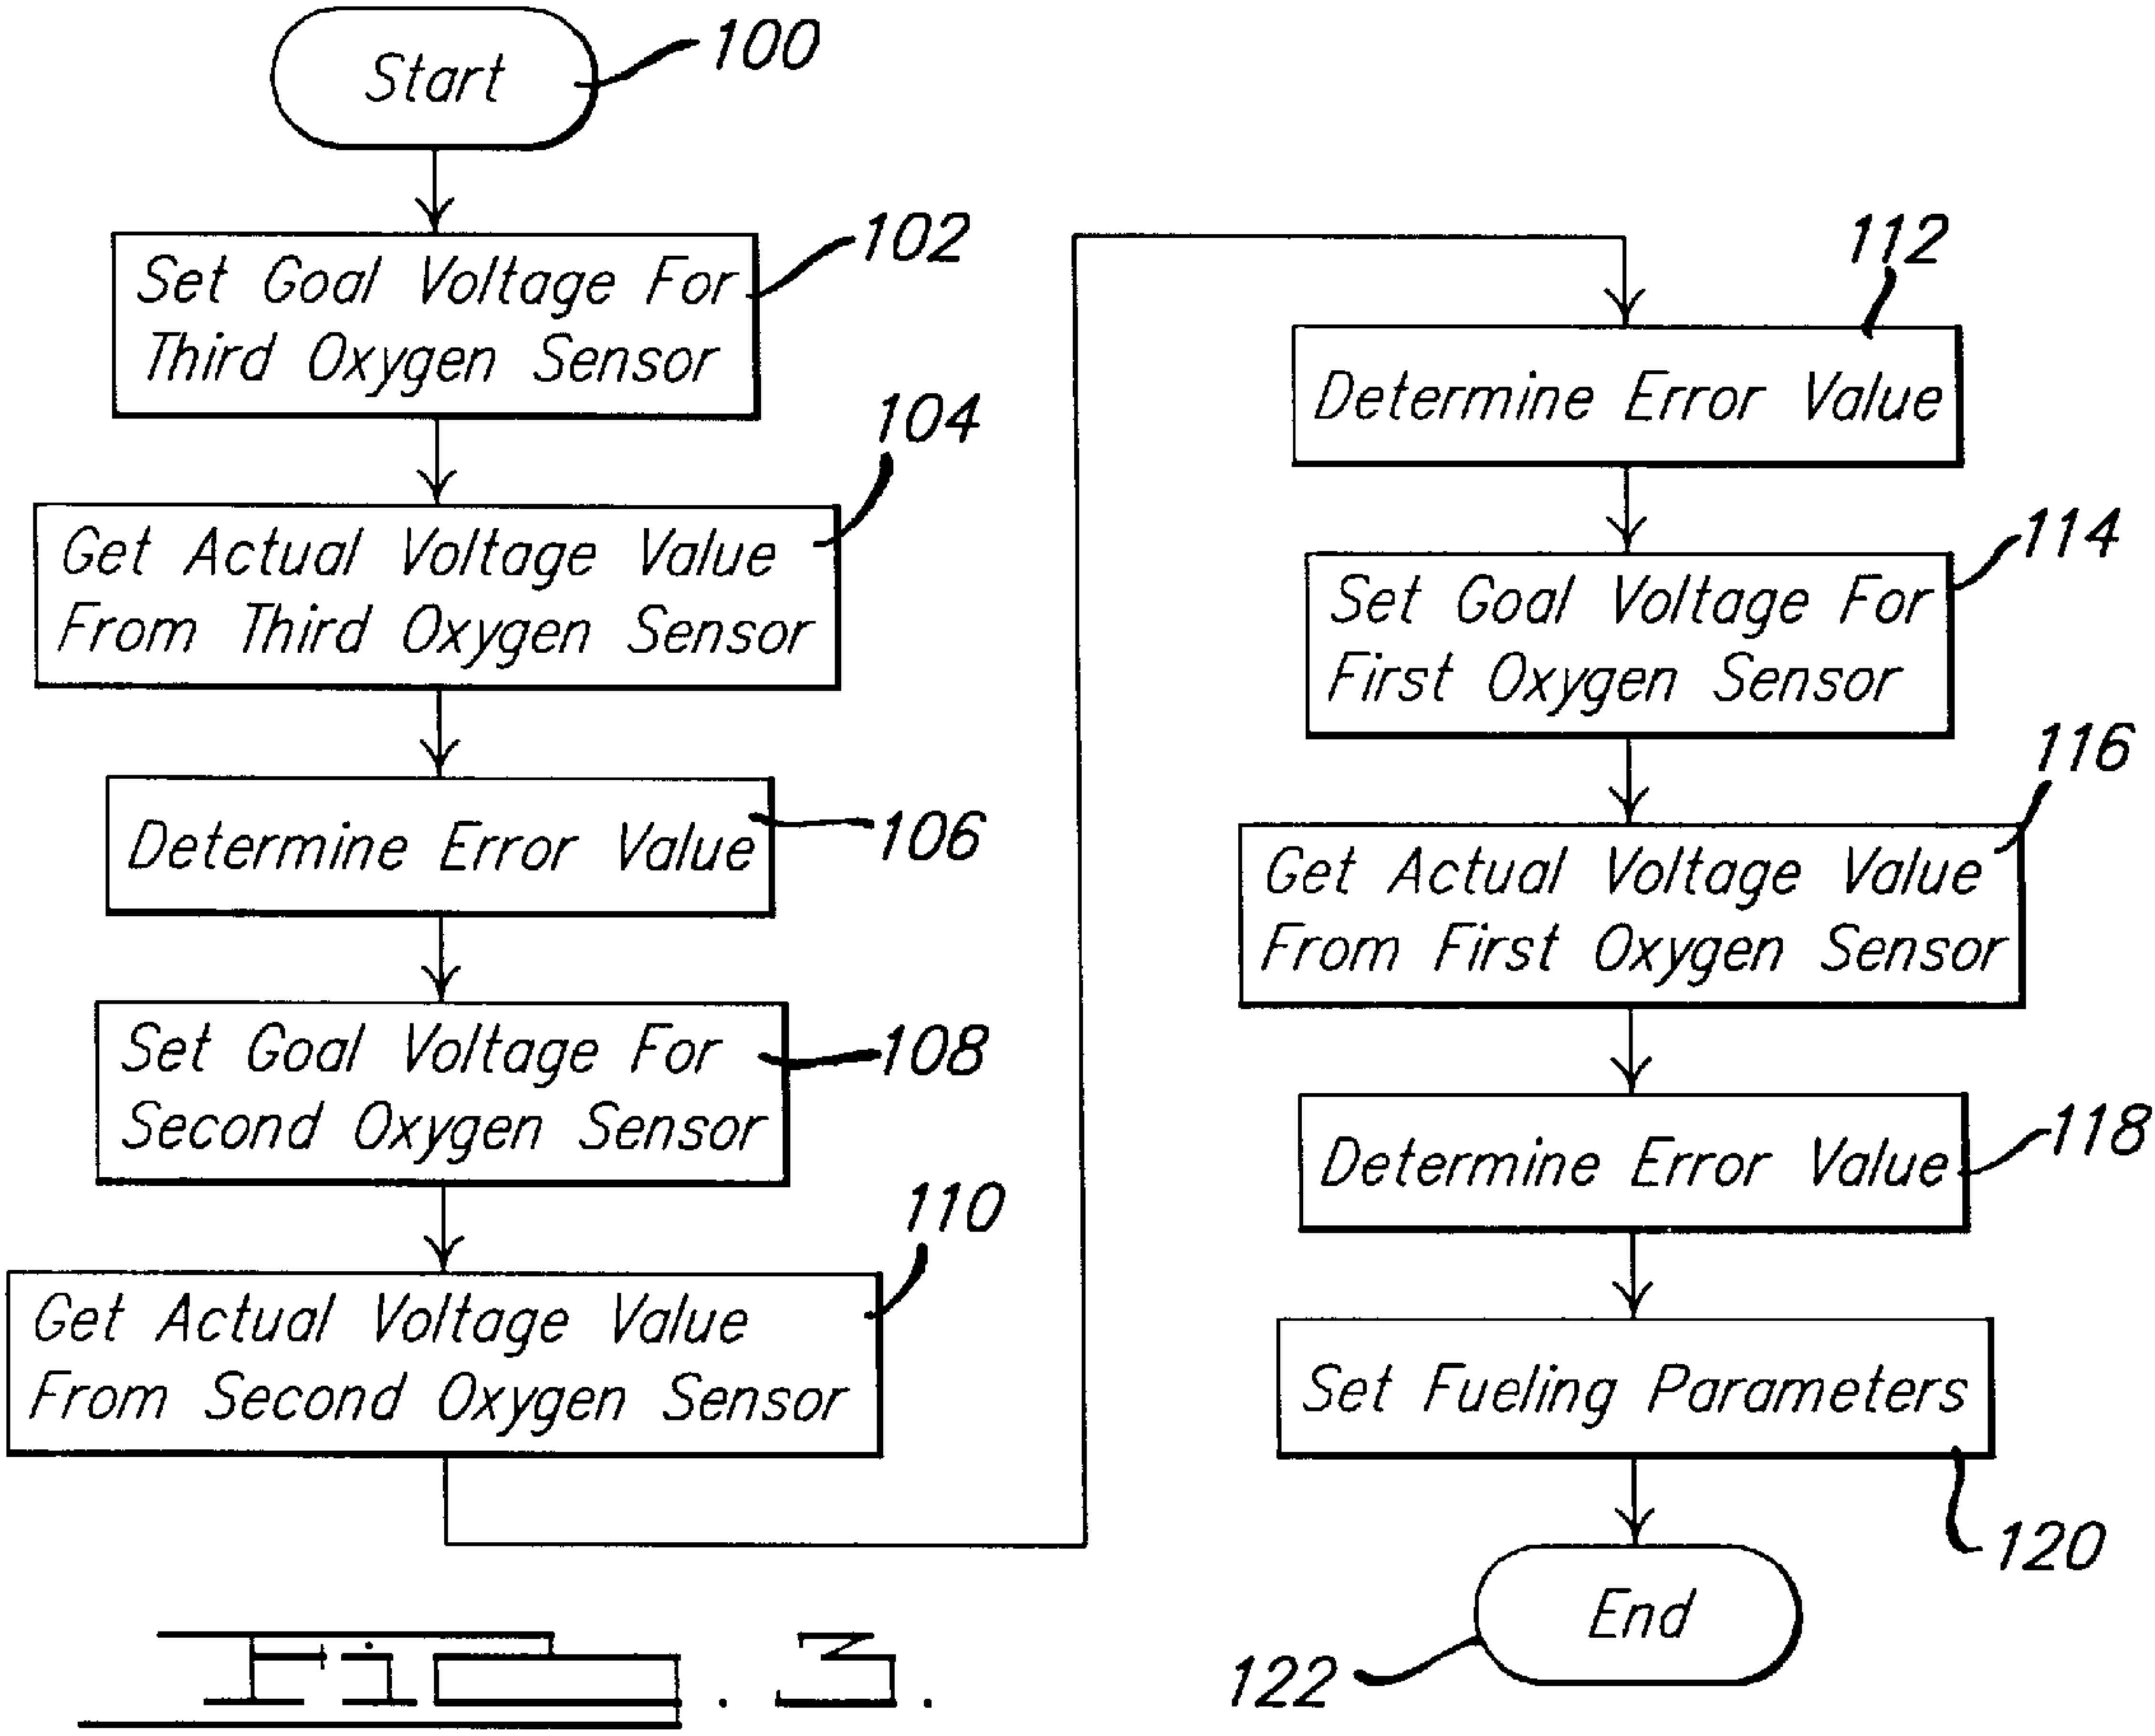 Start
100
Set Goal Voltage For
Third Oxygen Sensor
102
Get Actual Voltage Value
From Third Oxygen Sensor
104
Determine Error Value
106
Set Goal Voltage For
Second Oxygen Sensor
108
Get Actual Voltage Value
From Second Oxygen Sensor
110
Determine Error Value
112
Set Goal Voltage For
First Oxygen Sensor
114
Get Actual Voltage Value
From First Oxygen Sensor
116
Determine Error Value
118
Set Fueling Parameters
120
End
122
Fig. 3.